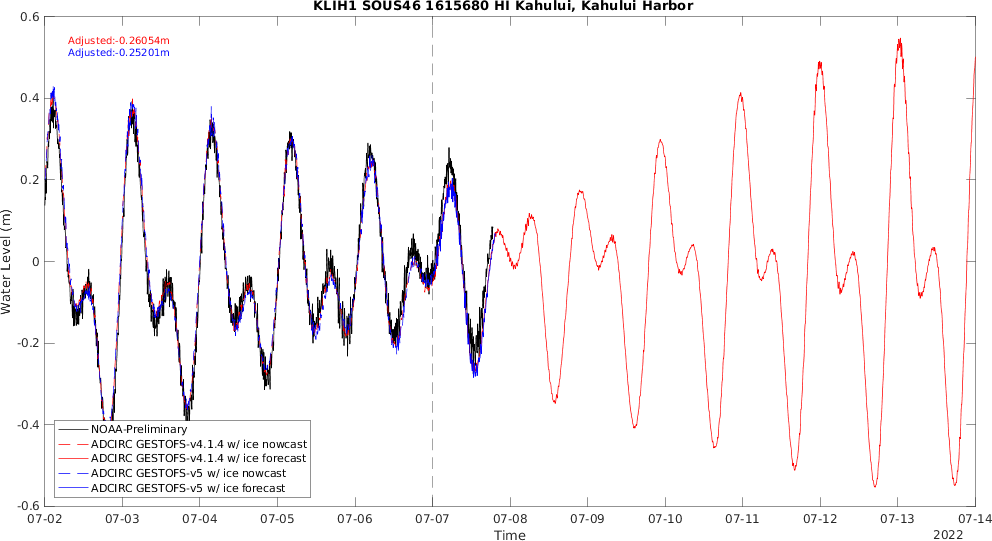 KLIH1 SOUS46 1615680 HI Kahului, Kahului Harbor
0.6
Adjusted:-0.26054m
Adjusted:-0.25201m
0.4
0.2
0
-0.2
-0.4
-0.6
Water Level (m)
NOAA-Preliminary
ADCIRC GESTOFS-v4.1.4 w/ ice nowcast
ADCIRC GESTOFS-v4.1.4 w/ ice forecast
ADCIRC GESTOFS-v5 w/ ice nowcast
ADCIRC GESTOFS-v5 w/ ice forecast
07-02 07-03 07-04 07-05 07-06 07-07 07-08 07-09 07-10 07-11 07-12 07-13 07-14
Time
2022